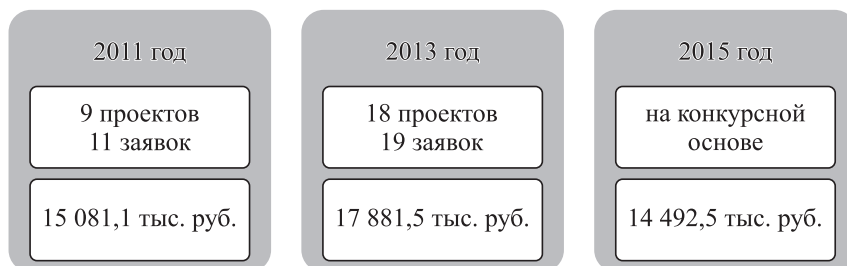 2011 год
9 проектов
11 заявок
15 081,1 тыс. руб.
2013 год
18 проектов
19 заявок
17 881,5 тыс. руб.
2015 год
на конкурсной
основе
14 492,5 тыс. руб.